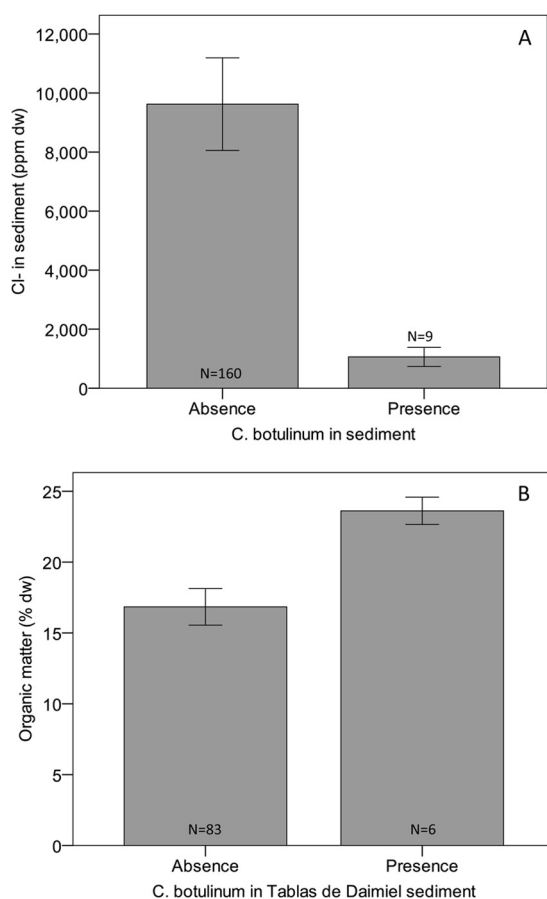 A
12,000
10,000
8,000
6,000
4,000
2,000
0
Cl- in sediment (ppm dw)
N=160
N=9
Absence Presence
C. botulinum in sediment
B
25
20
15
10
5
0
Organic matter (% dw)
N=83
N=6
Absence Presence
C. botulinum in Tablas de Daimiel sediment